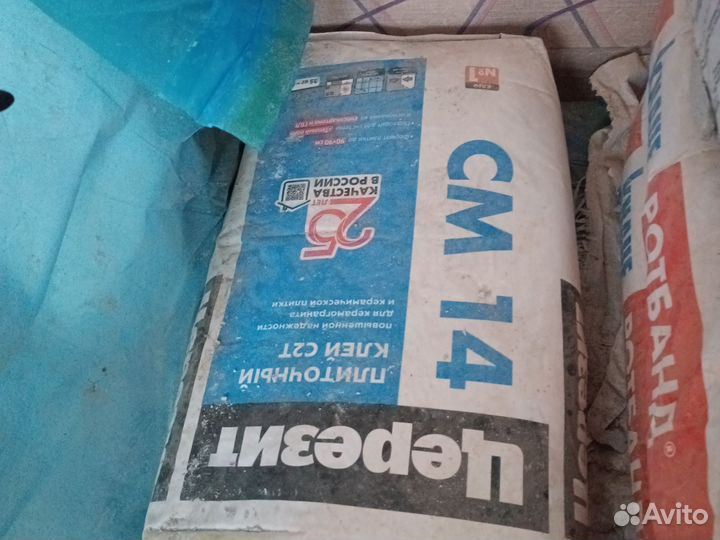 Церезит
CM 14
ПЛИТОЧНЫЙ
КЛЕЙ C2T
ПОВЫШЕННОЙ НАДЕЖНОСТИ
ДЛЯ КЕРАМОГРАНИТА
И КЕРАМИЧЕСКОЙ ПЛИТКИ
25
ЛЕТ
КАЧЕСТВА
В РОССИИ
№1
РОТБАНД®
Avito